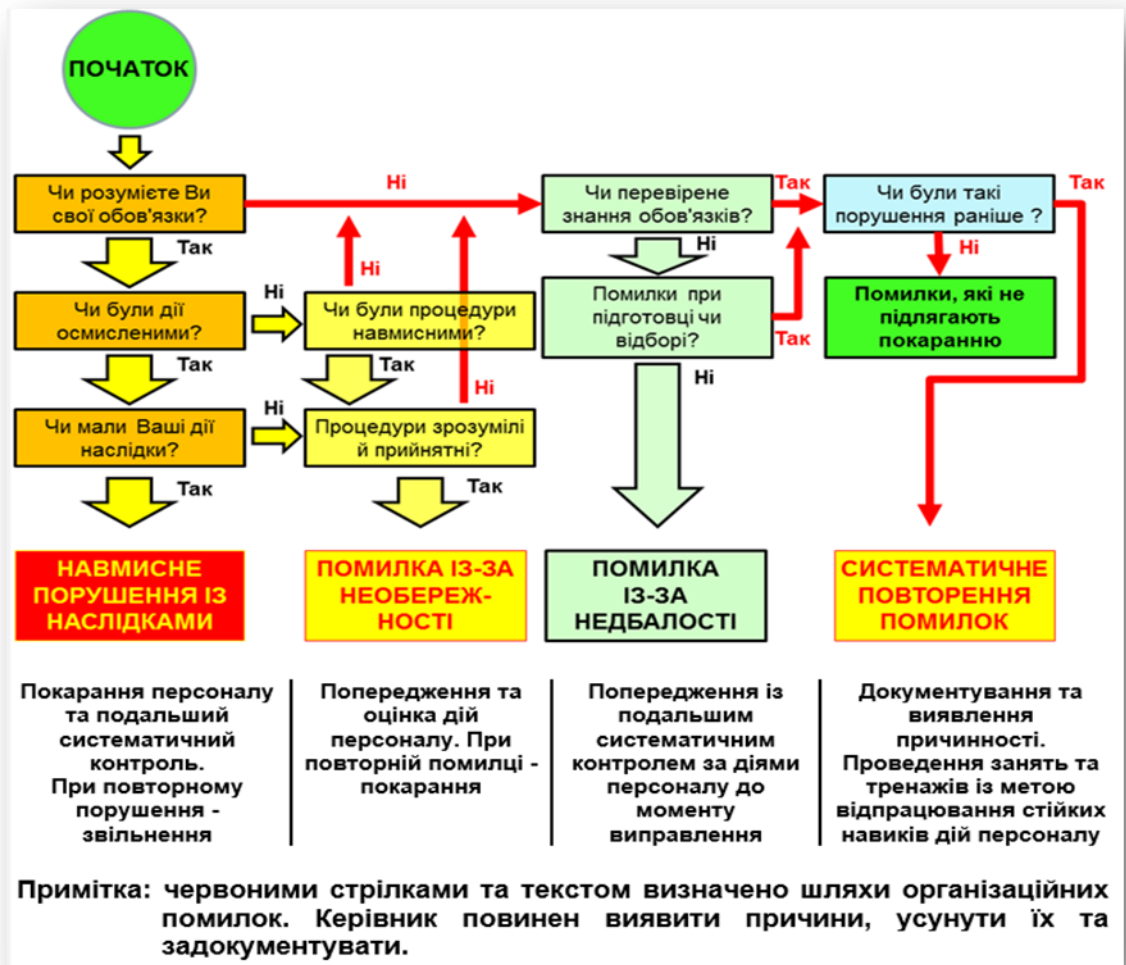 ПОЧАТОК
Чи розумієте Ви
свої обов'язки?
Ні
Чи перевірене
знання обов'язків?
Так
Чи були такі
порушення раніше ?
Так
Так
Ні
Ні
Чи були дії
осмисленими?
Ні
Чи були процедури
навмисними?
Ні
Помилки при
підготовці чи
відборі?
Так
Помилки, які не
підлягають
покаранню
Так
Так
Ні
Ні
Чи мали Ваші дії
наслідки?
Ні
Процедури зрозумілі
й прийнятні?
Так
Так
НАВМИСНЕ
ПОРУШЕННЯ ІЗ
НАСЛІДКАМИ
ПОМИЛКА ІЗ-ЗА
НЕОБЕРЕЖ-
НОСТІ
ПОМИЛКА
ІЗ-ЗА
НЕДБАЛОСТІ
СИСТЕМАТИЧНЕ
ПОВТОРЕННЯ
ПОМИЛОК
Покарання персоналу
та подальший
систематичний
контроль.
При повторному
порушення -
звільнення
Попередження та
оцінка дій
персоналу. При
повторній помилці -
покарання
Попередження із
подальшим
систематичним
контролем за діями
персоналу до
моменту
виправлення
Документування та
виявлення
причинності.
Проведення занять та
тренажів із метою
відпрацювання стійких
навиків дій персоналу
Примітка: червоними стрілками та текстом визначено шляхи організаційних
помилок. Керівник повинен виявити причини, усунути їх та
задокументувати.